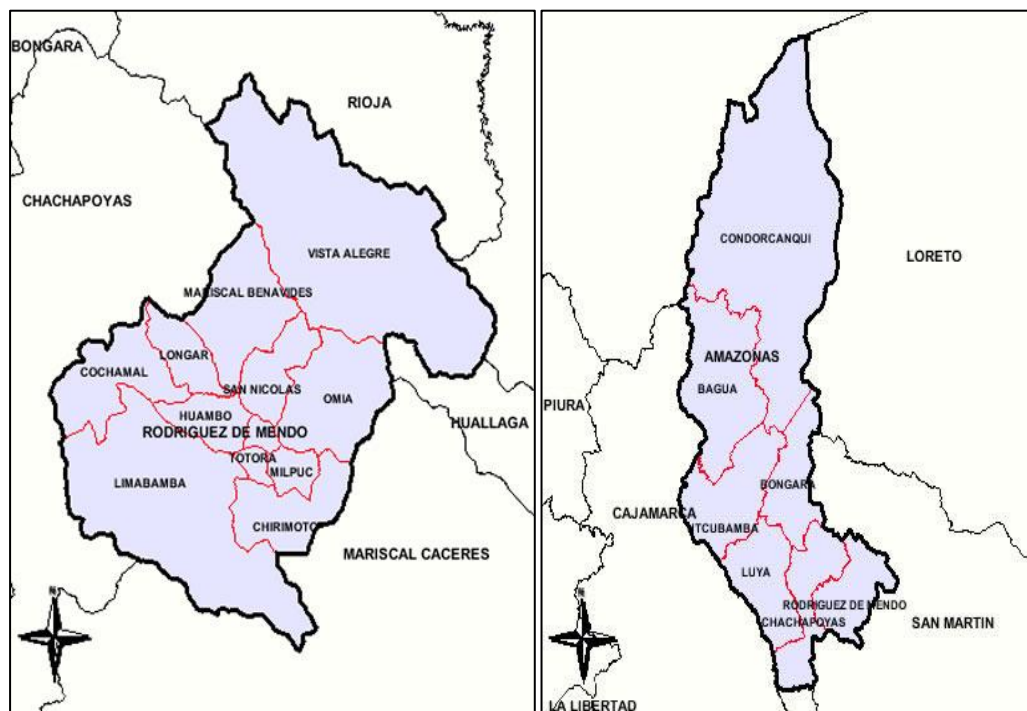 BONGARA
RIOJA
CHACHAPOYAS
VISTA ALEGRE
MARISCAL BENAVIDES
LONGAR
COCHAMAL
SAN NICOLAS
OMIA
HUAMBO
HUALLAGA
RODRIGUEZ DE MENDO
TOTORA
MILPUC
LIMABAMBA
CHIRIMOTO
MARISCAL CACERES
N
CONDORCANQUI
LORETO
AMAZONAS
BAGUA
PIURA
BONGARA
CAJAMARCA
UTCUBAMBA
LUYA
RODRIGUEZ DE MENDO
CHACHAPOYAS
SAN MARTIN
N
LA LIBERTAD